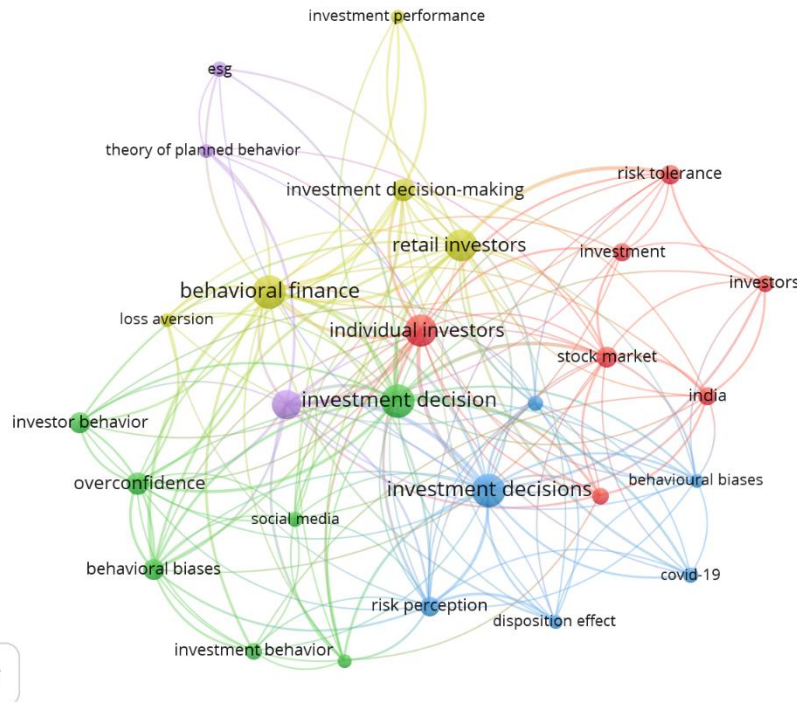 investment performance
esg
theory of planned behavior
risk tolerance
investment decision-making
retail investors
investment
investors
behavioral finance
loss aversion
individual investors
stock market
india
investment decision
investor behavior
overconfidence
investment decisions
behavioural biases
social media
behavioral biases
covid-19
risk perception
disposition effect
investment behavior